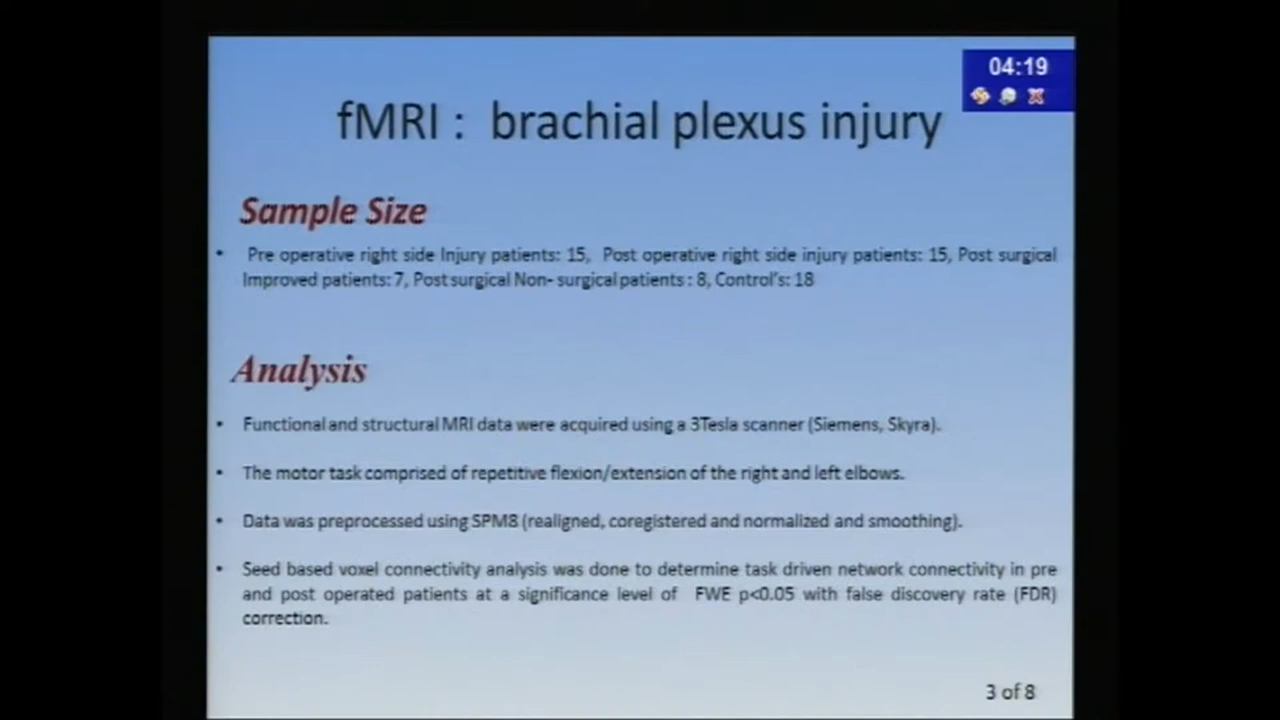 04:19
fMRI : brachial plexus injury
Sample Size
• Pre operative right side Injury patients: 15, Post operative right side injury patients: 15, Post surgical
Improved patients: 7, Post surgical Non- surgical patients : 8, Control's: 18
Analysis
• Functional and structural MRI data were acquired using a 3Tesla scanner (Siemens, Skyra).
• The motor task comprised of repetitive flexion/extension of the right and left elbows.
• Data was preprocessed using SPM8 (realigned, coregistered and normalized and smoothing).
• Seed based voxel connectivity analysis was done to determine task driven network connectivity in pre
and post operated patients at a significance level of FWE p<0.05 with false discovery rate (FDR)
correction.
3 of 8